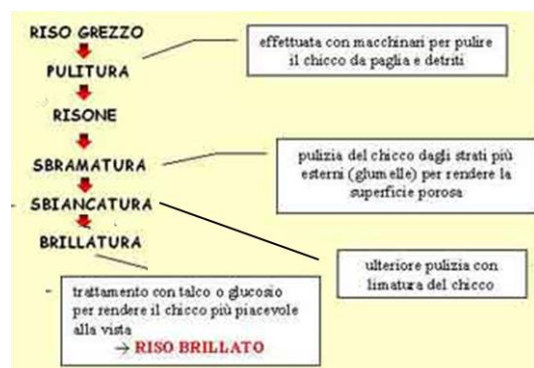 RISO GREZZO
effettuata con macchinari per pulire
il chicco da paglia e detriti
PULITURA
RISONE
SBRAMATURA
pulizia del chicco dagli strati più
esterni (glumelle) per rendere la
superficie porosa
SBIANCATURA
ulteriore pulizia con
limatura del chicco
BRILLATURA
trattamento con talco o glucosio
per rendere il chicco più piacevole
alla vista
→ RISO BRILLATO